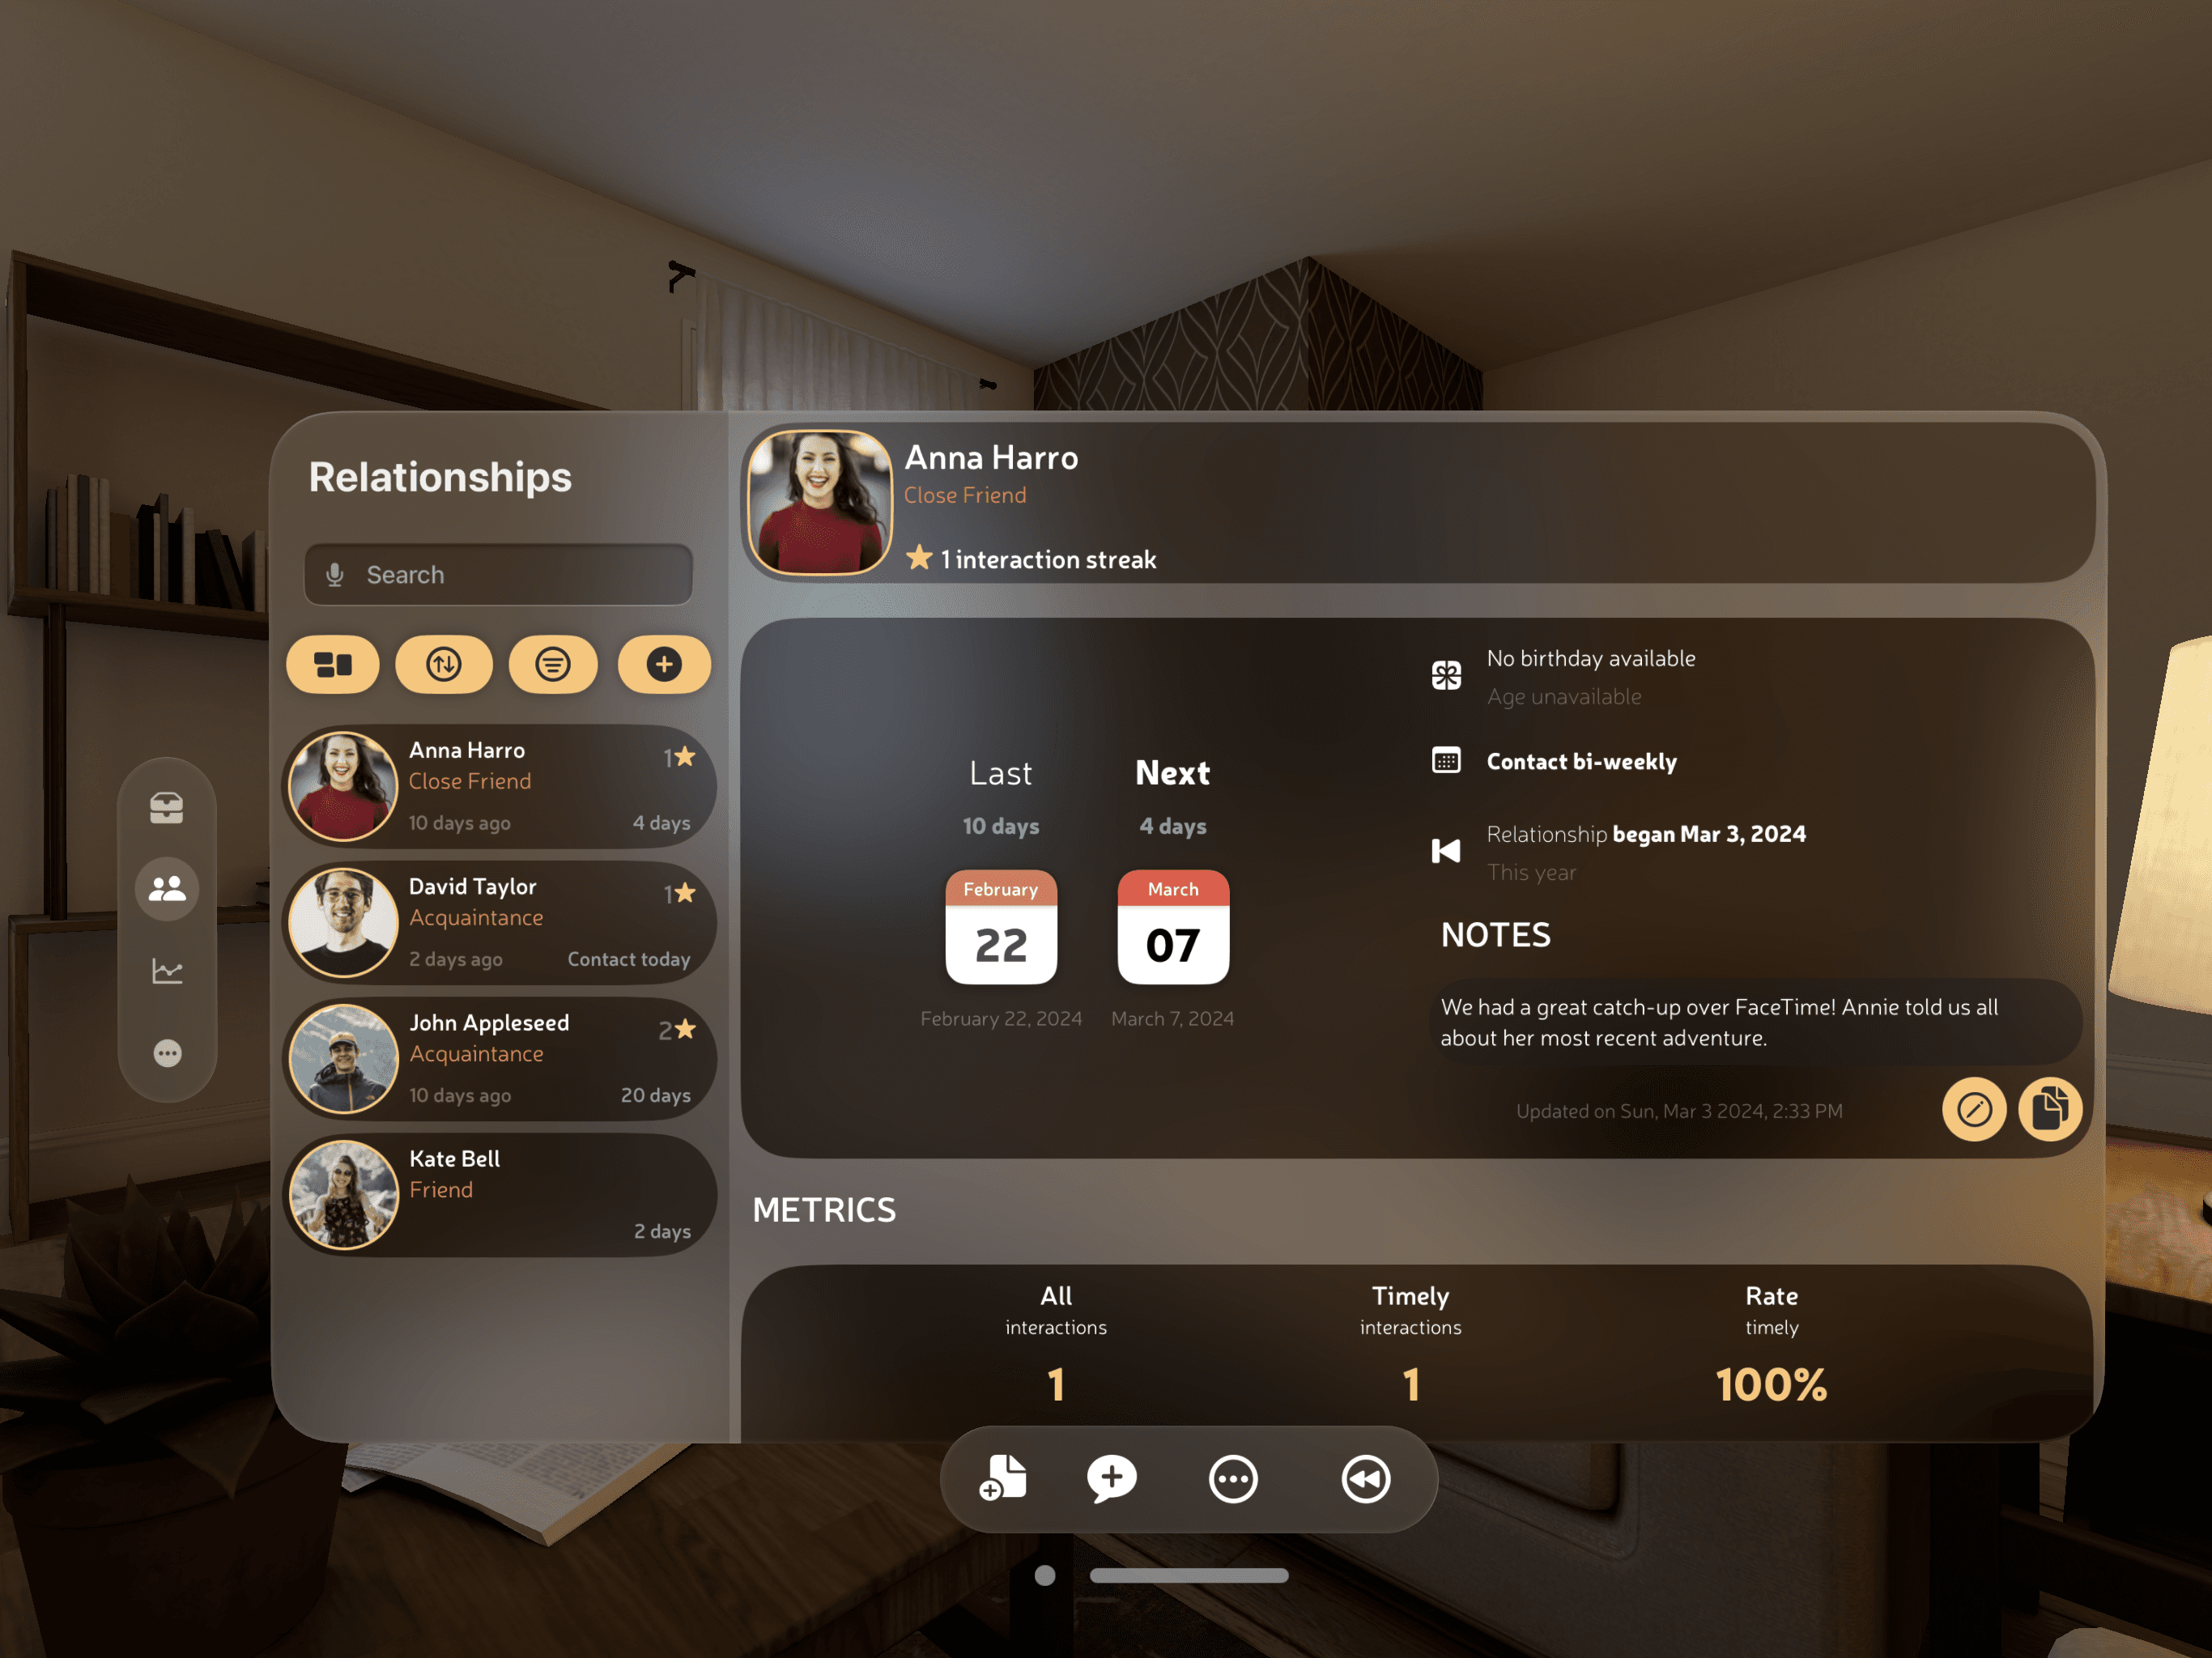 Relationships
Search
Anna Harro
1
Close Friend
10 days ago
4 days
David Taylor
1
Acquaintance
2 days ago
Contact today
John Appleseed
2
Acquaintance
10 days ago
20 days
Kate Bell
Friend
2 days
Anna Harro
Close Friend
1 interaction streak
Last
10 days
February
22
February 22, 2024
Next
4 days
March
07
March 7, 2024
No birthday available
Age unavailable
Contact bi-weekly
Relationship began Mar 3, 2024
This year
NOTES
We had a great catch-up over FaceTime! Annie told us all
about her most recent adventure.
Updated on Sun, Mar 3 2024, 2:33 PM
METRICS
All
interactions
1
Timely
interactions
1
Rate
timely
100%